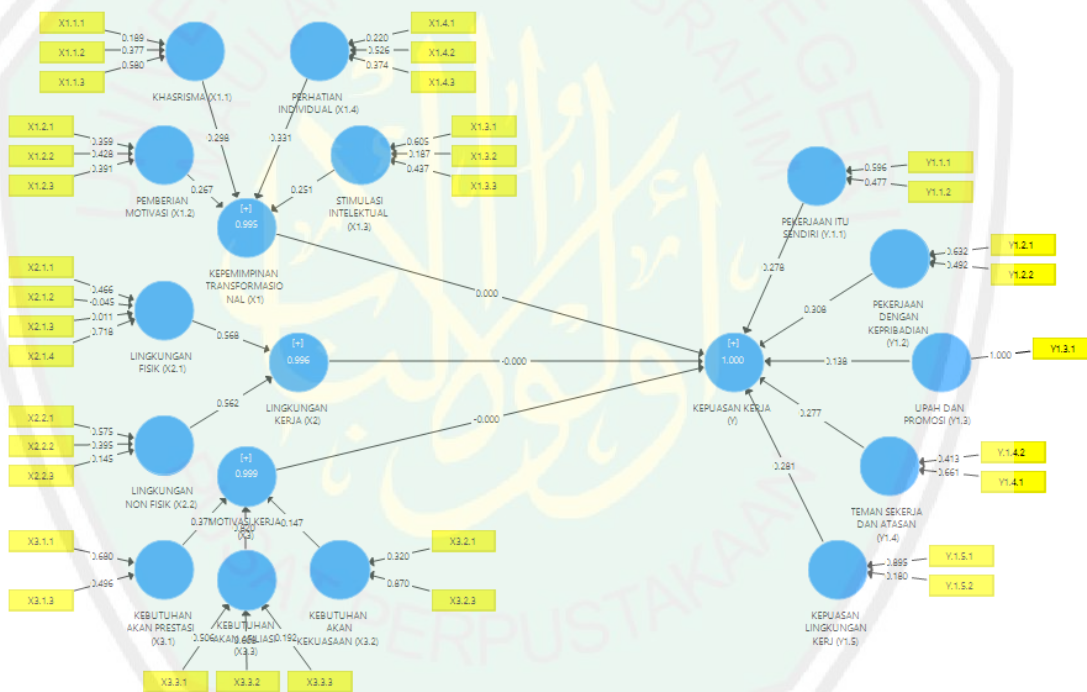 X1.1.1
X1.1.2
X1.1.3
0.189
0.377
0.580
KHASRISMA (X1.1)
X1.4.1
X1.4.2
X1.4.3
0.220
0.526
0.374
PERHATIAN
INDIVIDUAL (X1.4)
0.298
0.331
X1.2.1
X1.2.2
X1.2.3
0.359
0.428
0.391
PEMBERIAN
MOTIVASI (X1.2)
0.267
X1.3.1
X1.3.2
X1.3.3
0.605
0.187
0.437
STIMULASI
INTELEKTUAL
(X1.3)
0.251
[+]
0.995
KEPEMIMPINAN
TRANSFORMASIO
NAL (X1)
0.000
X2.1.1
X2.1.2
X2.1.3
X2.1.4
0.466
-0.045
0.011
0.718
LINGKUNGAN
FISIK (X2.1)
0.568
[+]
0.996
LINGKUNGAN
KERJA (X2)
-0.000
X2.2.1
X2.2.2
X2.2.3
0.575
0.395
0.145
LINGKUNGAN
NON FISIK (X2.2)
0.562
[+]
0.999
MOTIVASI KERJA
(X3)
-0.000
0.147
X3.1.1
X3.1.3
0.680
0.496
KEBUTUHAN
AKAN PRESTASI
(X3.1)
KEBUTUHAN
(X3.3)
X3.2.1
X3.2.3
0.320
0.870
KEBUTUHAN
AKAN
KEKUASAAN (X3.2)
0.506
0.192
X3.3.1
X3.3.2
X3.3.3
Y1.1.1
Y1.1.2
0.596
0.477
PEKERJAAN ITU
SENDIRI (Y.1.1)
0.278
Y1.2.1
Y1.2.2
0.632
0.492
PEKERJAAN
DENGAN
KEPRIBADIAN
(Y1.2)
0.308
[+]
1.000
KEPUASAN KERJA
(Y)
0.138
1.000
Y1.3.1
UPAH DAN
PROMOSI (Y1.3)
0.277
Y.1.4.2
Y1.4.1
0.413
0.661
TEMAN SEKERJA
DAN ATASAN
(Y1.4)
0.281
Y.1.5.1
Y.1.5.2
0.895
0.180
KEPUASAN
LINGKUNGAN
KERJ (Y1.5)
PERPUSTAKAAN